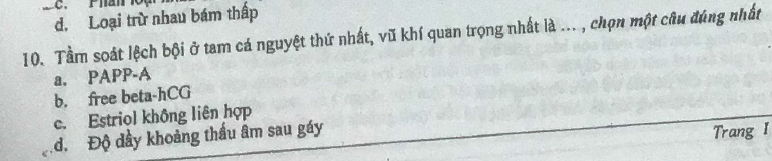 c.
d. Loại trừ nhau bám thấp
10. Tầm soát lệch bội ở tam cá nguyệt thứ nhất, vũ khí quan trọng nhất là ... , chọn một câu đúng nhất
a. PAPP-A
b. free beta-hCG
c. Estriol không liên hợp
d. Độ dầy khoảng thấu âm sau gáy
Trang 1